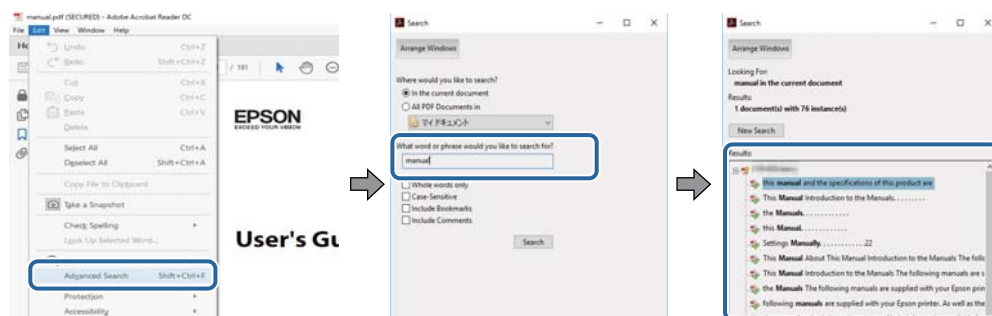 manual.pdf (SECURED) - Adobe Acrobat Reader DC
File Edit View Window Help
Undo Ctrl+Z
Redo Shift+Ctrl+Z
Cut Ctrl+X
Copy Ctrl+C
Paste Ctrl+V
Delete
Select All Ctrl+A
Deselect All Shift+Ctrl+A
Copy File to Clipboard
Take a Snapshot
Check Spelling
Look Up Selected Word...
Advanced Search Shift+Ctrl+F
Protection
Accessibility
EPSON
EXCEED YOUR VISION
User's Gu
Search
Arrange Windows
Where would you like to search?
In the current document
All PDF Documents in
マイ ドキュメント
What word or phrase would you like to search for?
manual
Whole words only
Case-Sensitive
Include Bookmarks
Include Comments
Search
Search
Arrange Windows
Looking For:
manual in the current document
Results:
1 document(s) with 76 instance(s)
New Search
Results:
this manual and the specifications of this product are
This Manual Introduction to the Manuals. . . . . . . .
the Manuals. . . . . . . . . . . .
this Manual. . . . . . . . . . . .
Settings Manually. . . . . . . . . . . .22
This Manual About This Manual Introduction to the Manuals The follo
This Manual Introduction to the Manuals The following manuals are s
the Manuals The following manuals are supplied with your Epson prin
following manuals are supplied with your Epson printer. As well as the